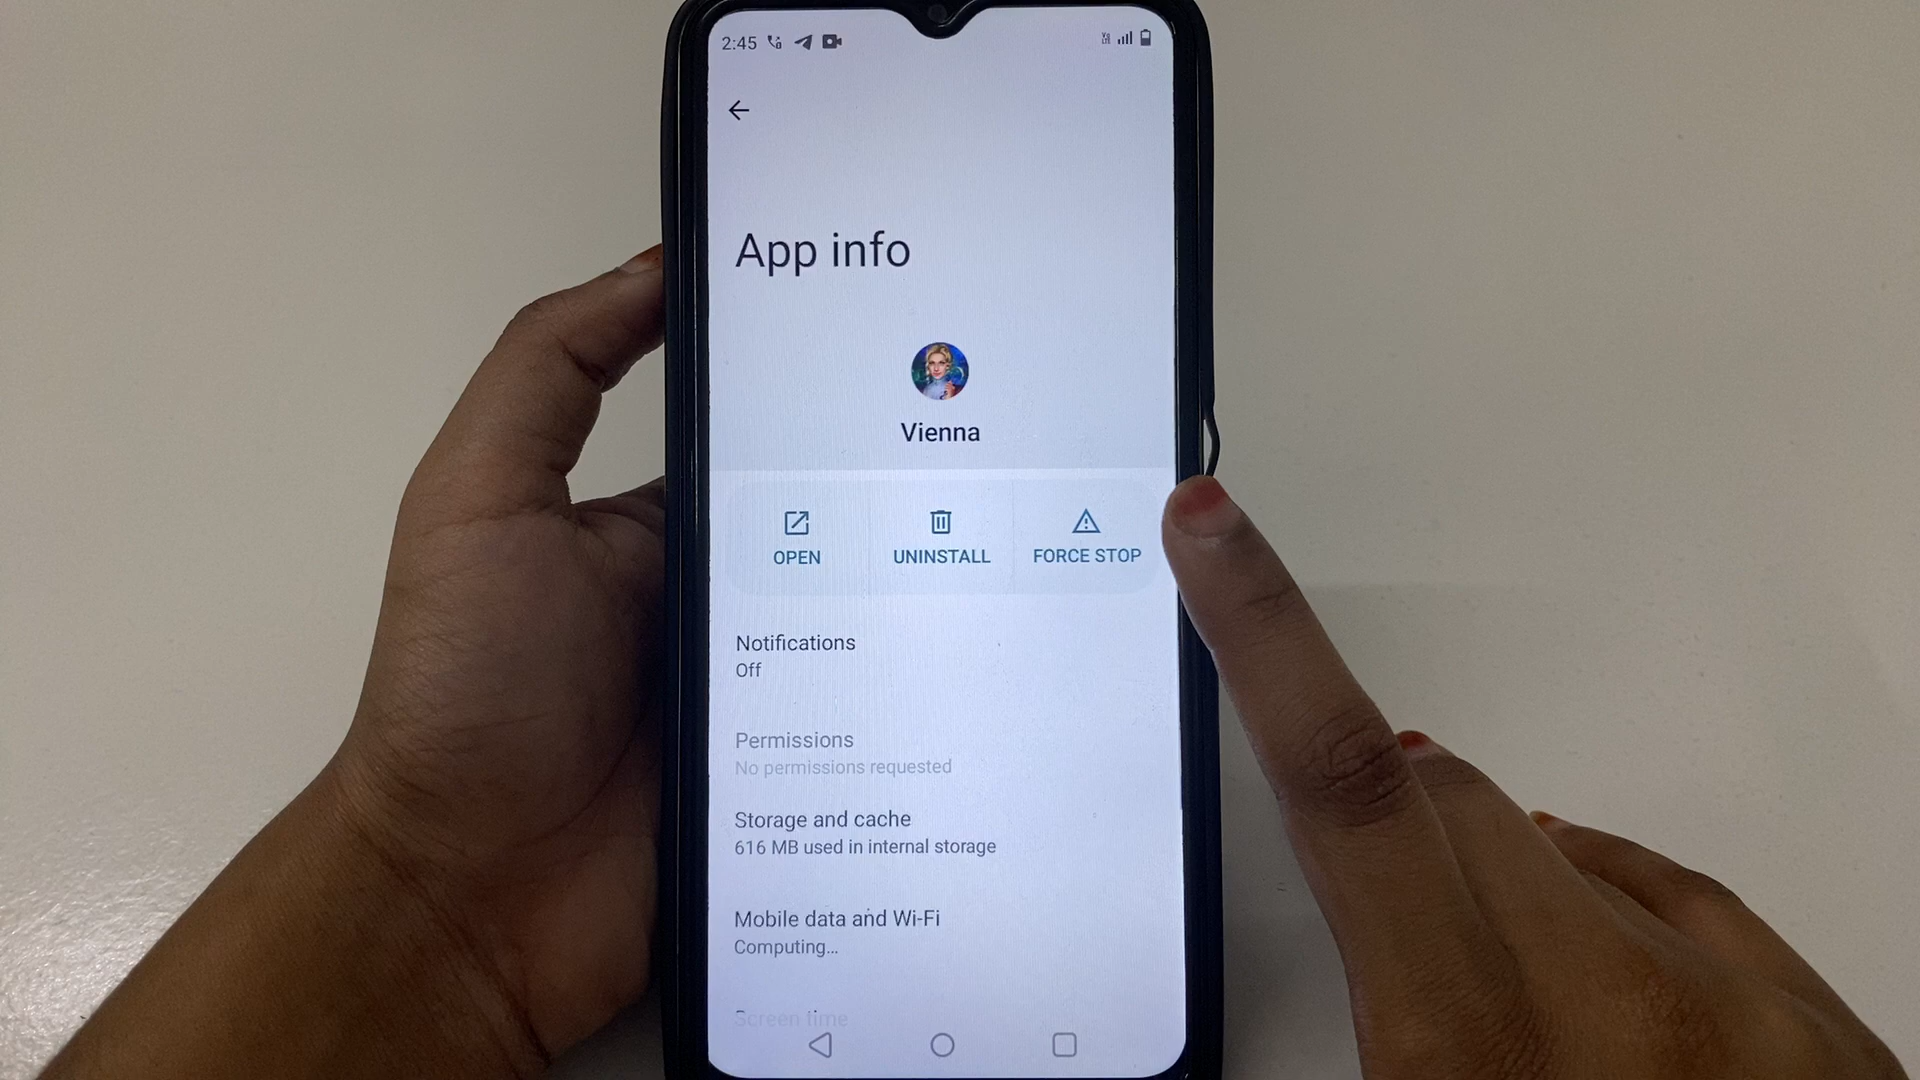 2:45
App info
Vienna
OPEN
UNINSTALL
FORCE STOP
Notifications
Off
Permissions
No permissions requested
Storage and cache
616 MB used in internal storage
Mobile data and Wi-Fi
Computing...
Screen time